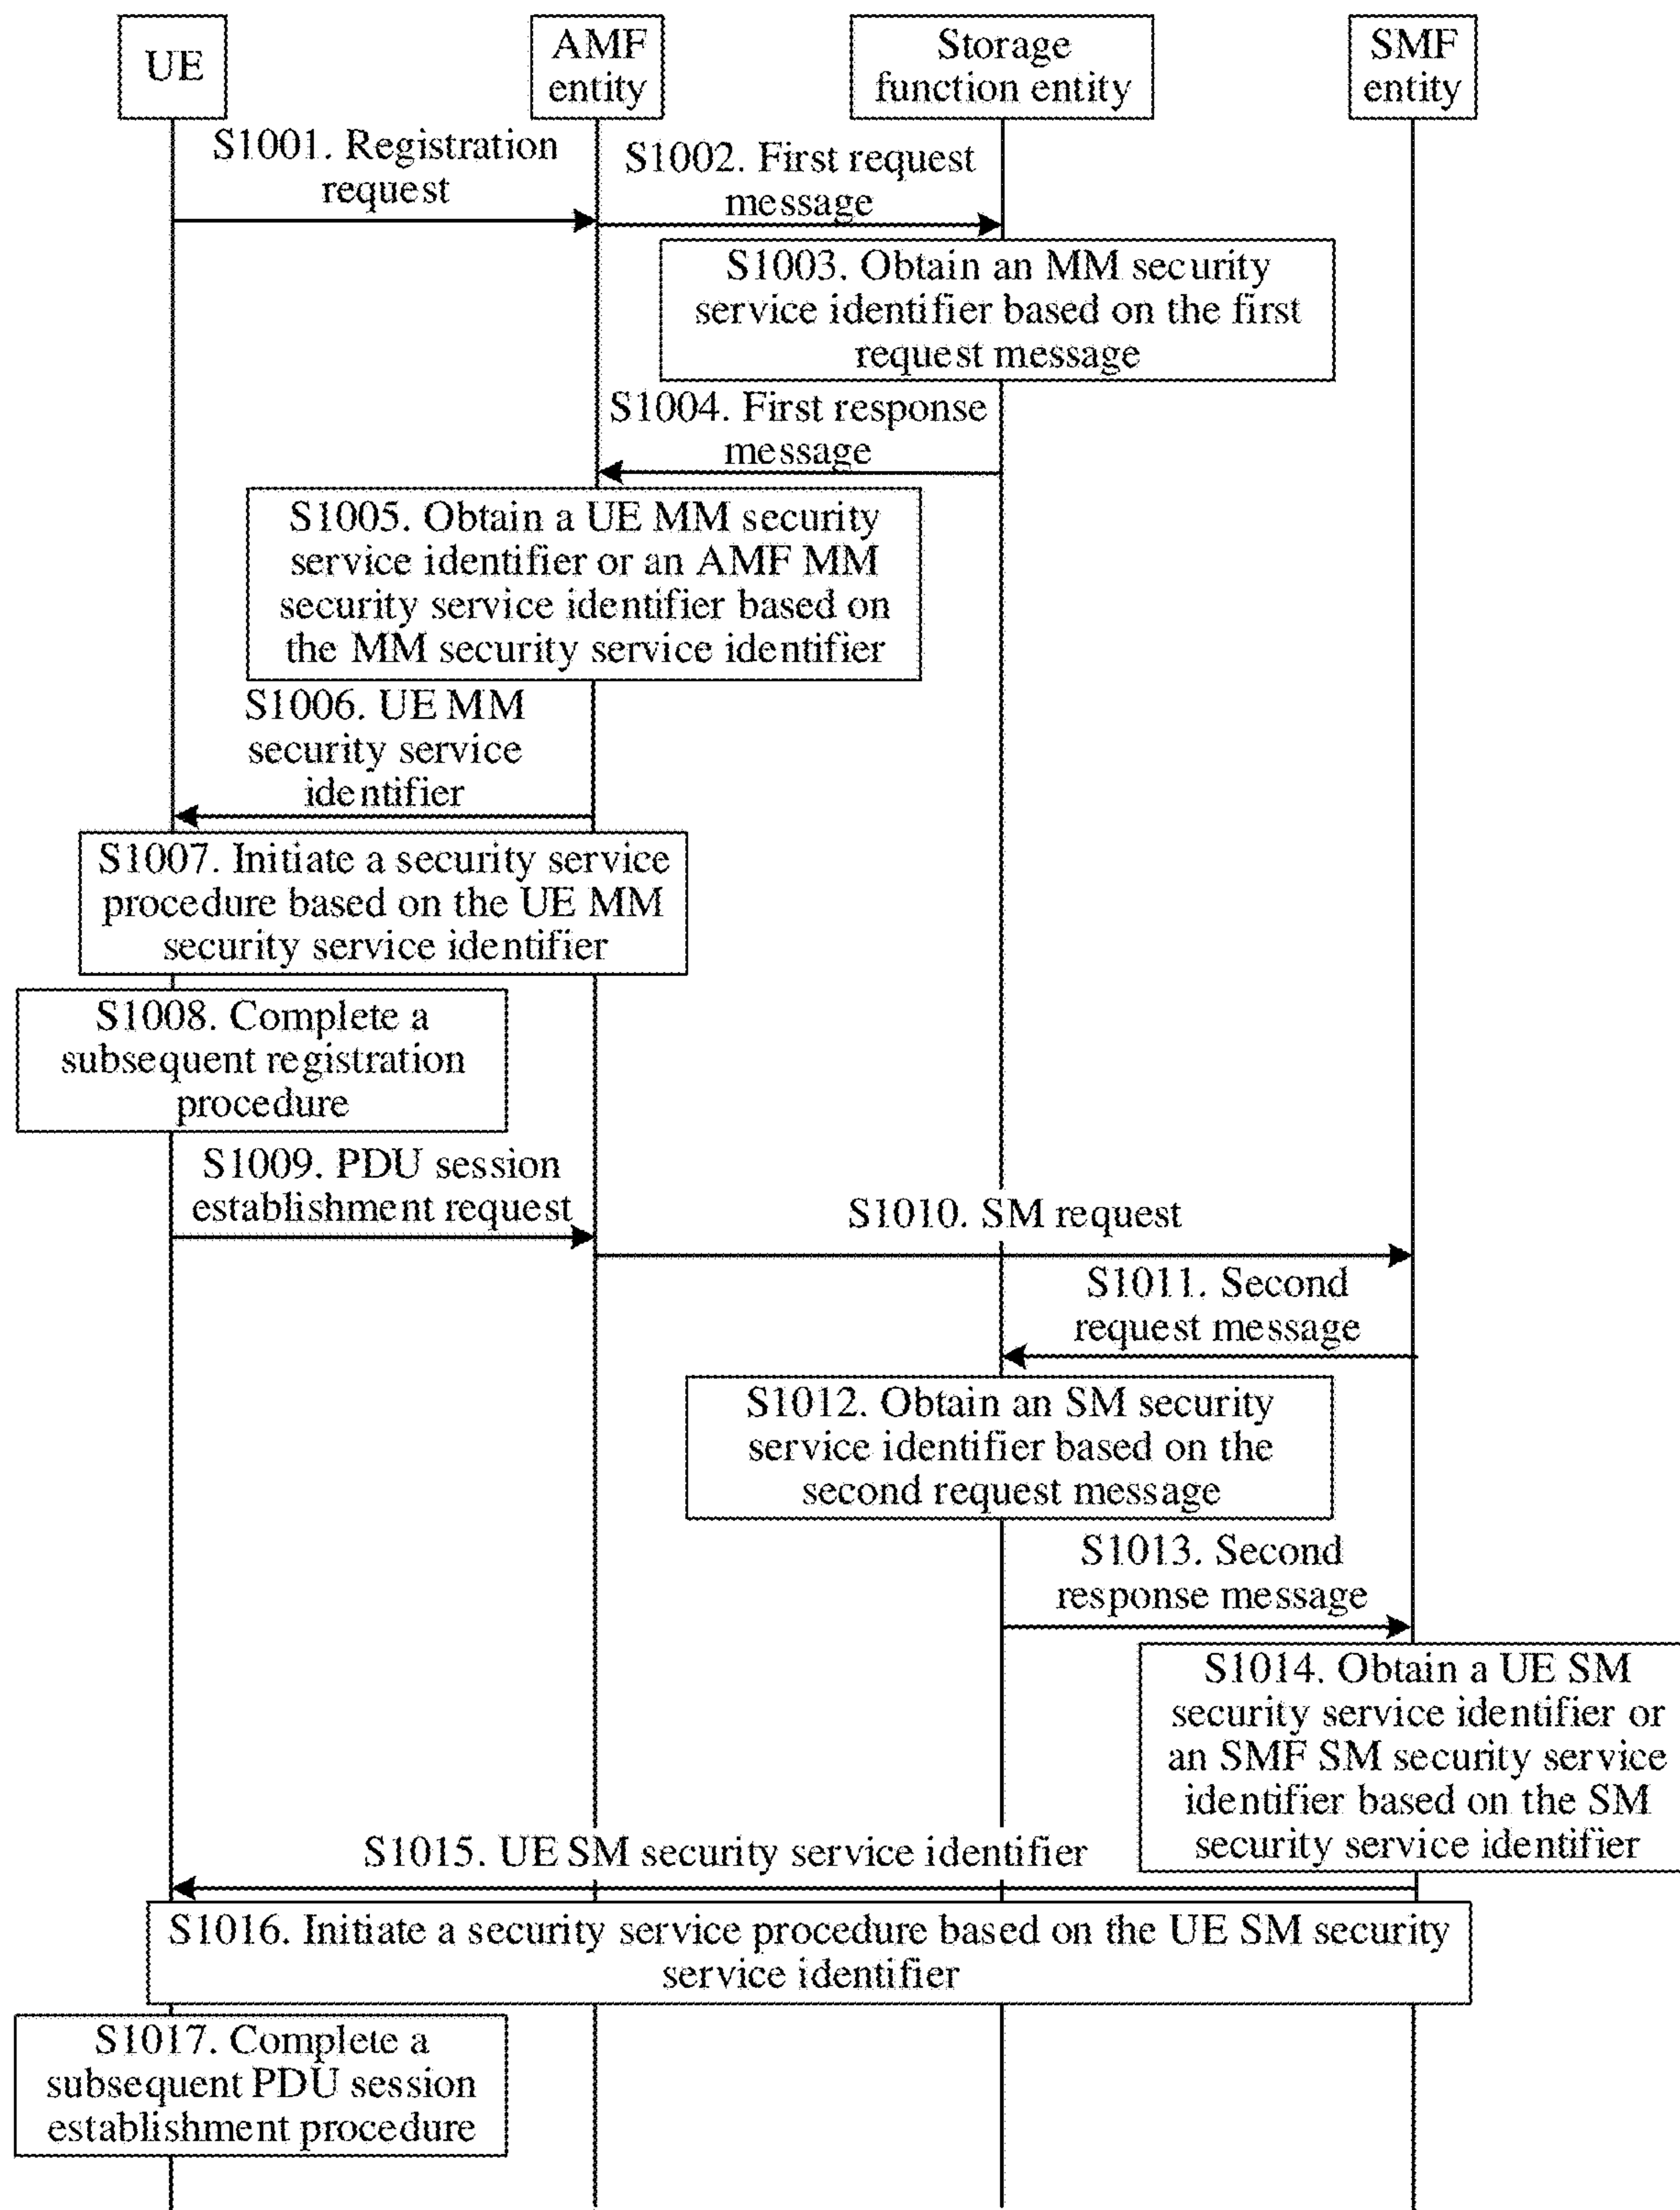 UE
AMF
entity
Storage
function entity
SMF
entity
S1001. Registration
request
S1002. First request
message
S1003. Obtain an MM security
service identifier based on the first
request message
S1004. First response
message
S1005. Obtain a UE MM security
service identifier or an AMF MM
security service identifier based on
the MM security service identifier
S1006. UE MM
security service
identifier
S1007. Initiate a security service
procedure based on the UE MM
security service identifier
S1008. Complete a
subsequent registration
procedure
S1009. PDU session
establishment request
S1010. SM request
S1011. Second
request message
S1012. Obtain an SM security
service identifier based on the
second request message
S1013. Second
response message
S1014. Obtain a UE SM
security service identifier or
an SMF SM security service
identifier based on the SM
security service identifier
S1015. UE SM security service identifier
S1016. Initiate a security service procedure based on the UE SM security
service identifier
S1017. Complete a
subsequent PDU session
establishment procedure